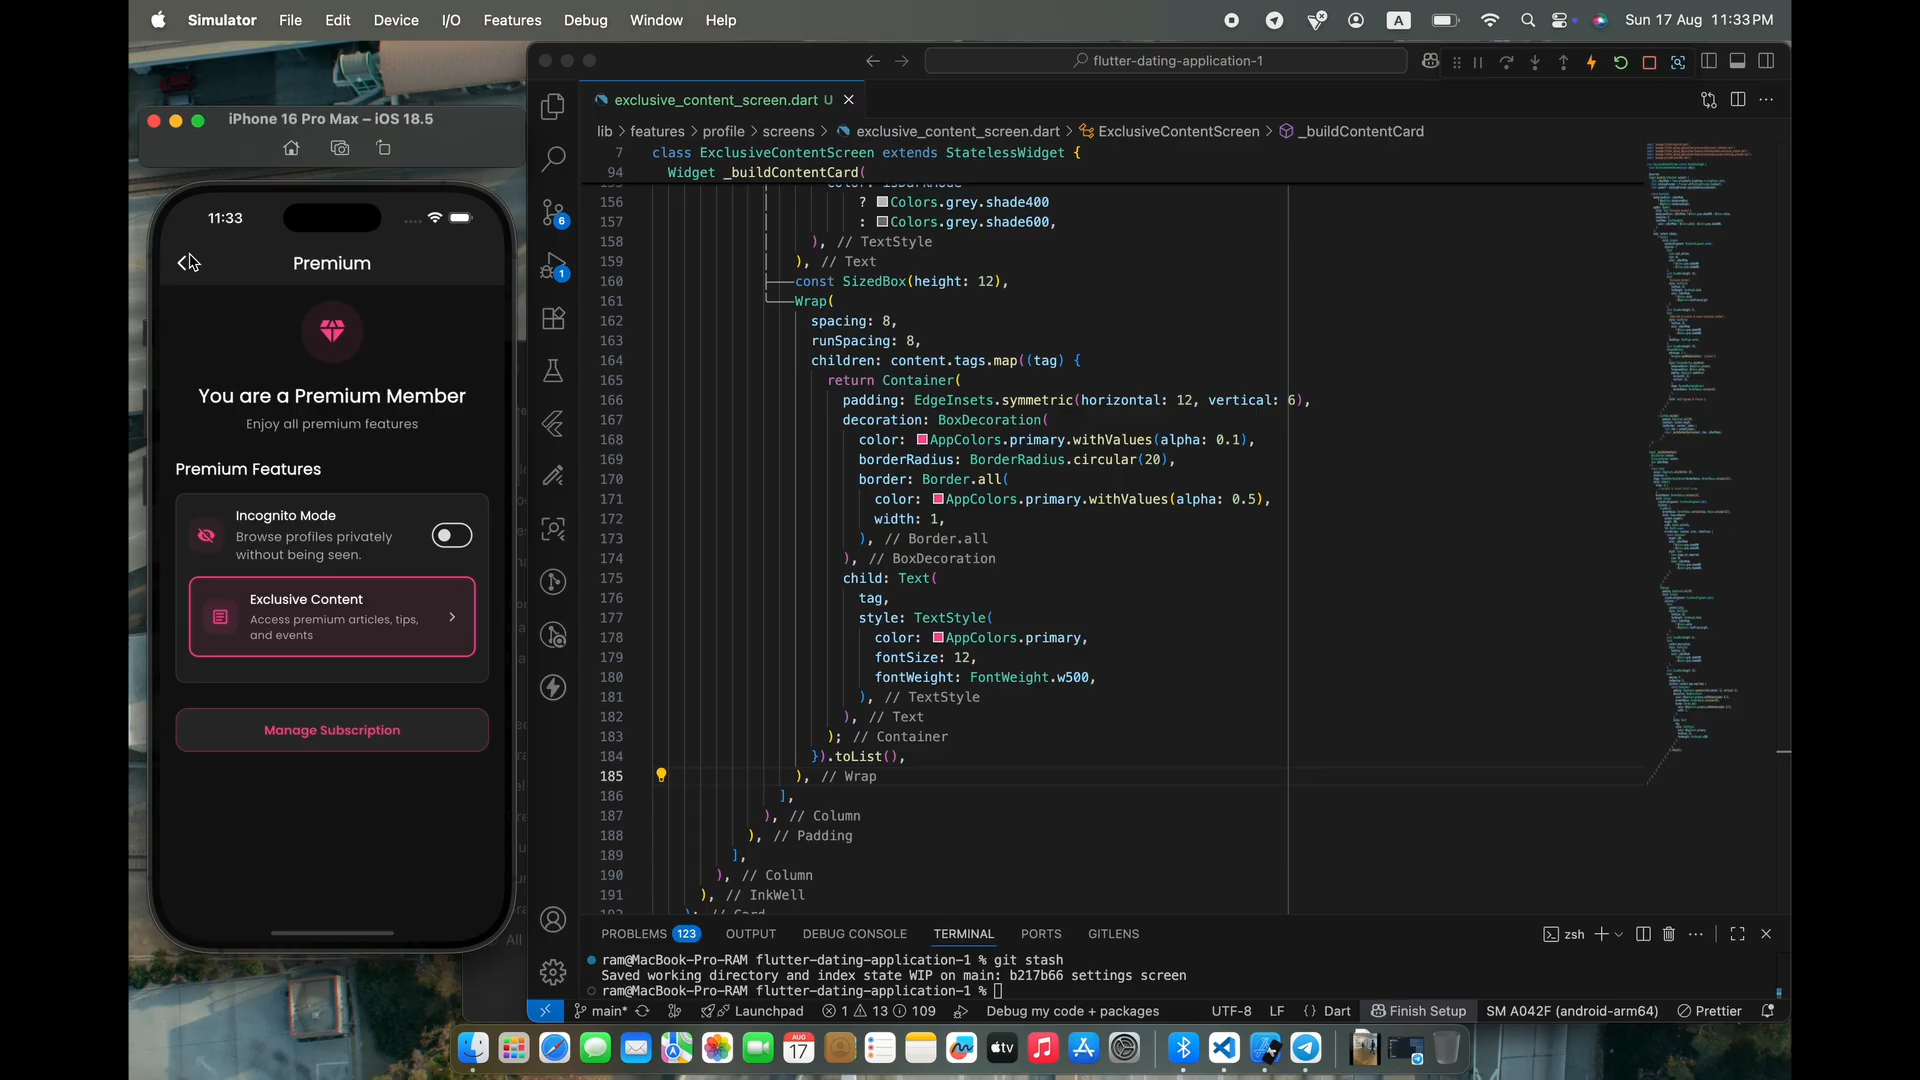 Simulator File Edit Device I/O Features Debug Window Help
A Sun 17 Aug 11:33 PM
iPhone 16 Pro Max – iOS 18.5
11:33
Premium
You are a Premium Member
Enjoy all premium features
Premium Features
Incognito Mode
Browse profiles privately
without being seen.
Exclusive Content
Access premium articles, tips,
and events
Manage Subscription
flutter-dating-application-1
exclusive_content_screen.dart U
lib > features > profile > screens > exclusive_content_screen.dart > ExclusiveContentScreen > _buildContentCard
6
1
7 class ExclusiveContentScreen extends StatelessWidget {
94 Widget _buildContentCard(
156 ? Colors.grey.shade400
157 : Colors.grey.shade600,
158 ), // TextStyle
159 ), // Text
160 const SizedBox(height: 12),
161 Wrap(
162 spacing: 8,
163 runSpacing: 8,
164 children: content.tags.map((tag) {
165 return Container(
166 padding: EdgeInsets.symmetric(horizontal: 12, vertical: 6),
167 decoration: BoxDecoration(
168 color: AppColors.primary.withValues(alpha: 0.1),
169 borderRadius: BorderRadius.circular(20),
170 border: Border.all(
171 color: AppColors.primary.withValues(alpha: 0.5),
172 width: 1,
173 ), // Border.all
174 ), // BoxDecoration
175 child: Text(
176 tag,
177 style: TextStyle(
178 color: AppColors.primary,
179 fontSize: 12,
180 fontWeight: FontWeight.w500,
181 ), // TextStyle
182 ), // Text
183 ); // Container
184 }).toList(),
185 ), // Wrap
186 ],
187 ), // Column
188 ), // Padding
189 ],
190 ), // Column
191 ), // InkWell
PROBLEMS 123 OUTPUT DEBUG CONSOLE TERMINAL PORTS GITLENS
zsh
ram@MacBook-Pro-RAM flutter-dating-application-1 % git stash
Saved working directory and index state WIP on main: b217b66 settings screen
ram@MacBook-Pro-RAM flutter-dating-application-1 %
main* Launchpad 1 13 109 Debug my code + packages UTF-8 LF {} Dart Finish Setup SM A042F (android-arm64) Prettier
AUG
17
tv